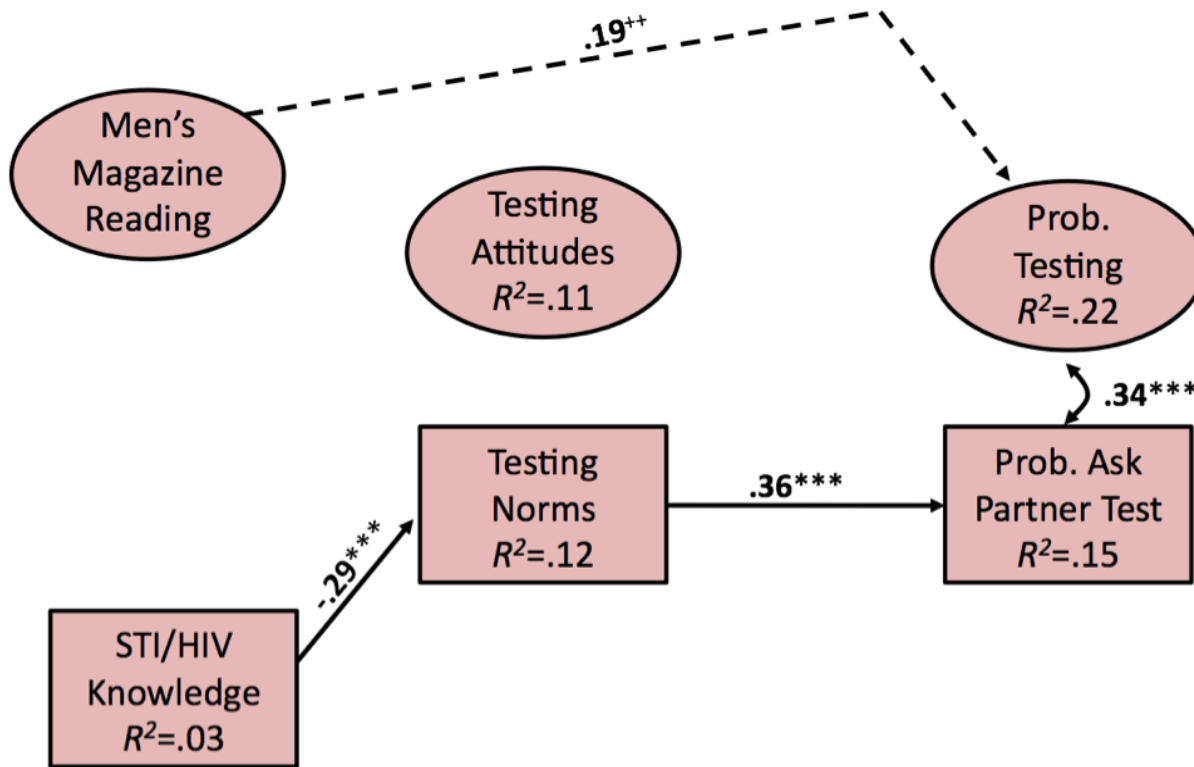 .19⁺⁺
Men’s
Magazine
Reading
Testing
Attitudes
R²=.11
Prob.
Testing
R²=.22
.34***
Testing
Norms
R²=.12
.36***
Prob. Ask
Partner Test
R²=.15
-.29***
STI/HIV
Knowledge
R²=.03